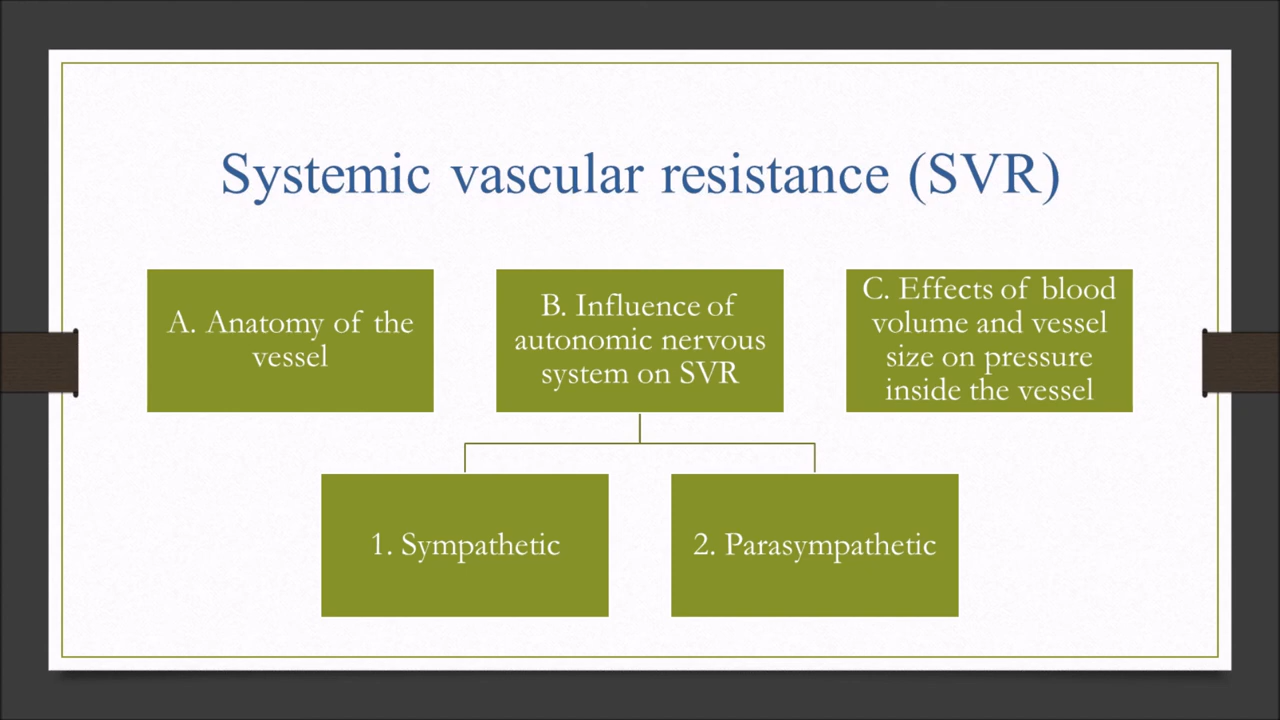 Systemic vascular resistance (SVR)
A. Anatomy of the
vessel
B. Influence of
autonomic nervous
system on SVR
C. Effects of blood
volume and vessel
size on pressure
inside the vessel
1. Sympathetic
2. Parasympathetic